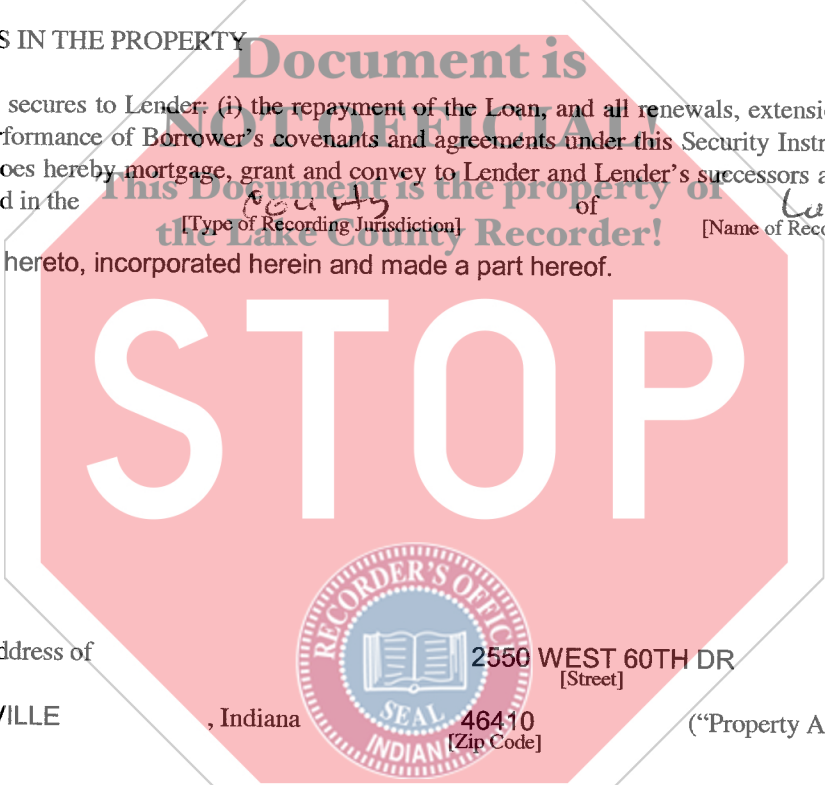 S IN THE PROPERTY
Document is
secures to Lender: (i) the repayment of the Loan, and all renewals, extensi
NOT OFFICIAL!
rformance of Borrower's covenants and agreements under this Security Instr
oes hereby mortgage, grant and convey to Lender and Lender's successors a
This Document is the property of
d in the County of La
[Type of Recording Jurisdiction] [Name of Reco
the Lake County Recorder!
hereto, incorporated herein and made a part hereof.
STOP
RECORDER'S OFFICE
ddress of 2550 WEST 60TH DR
[Street]
VILLE , Indiana 46410 ("Property A
[Zip Code]
SEAL
INDIANA